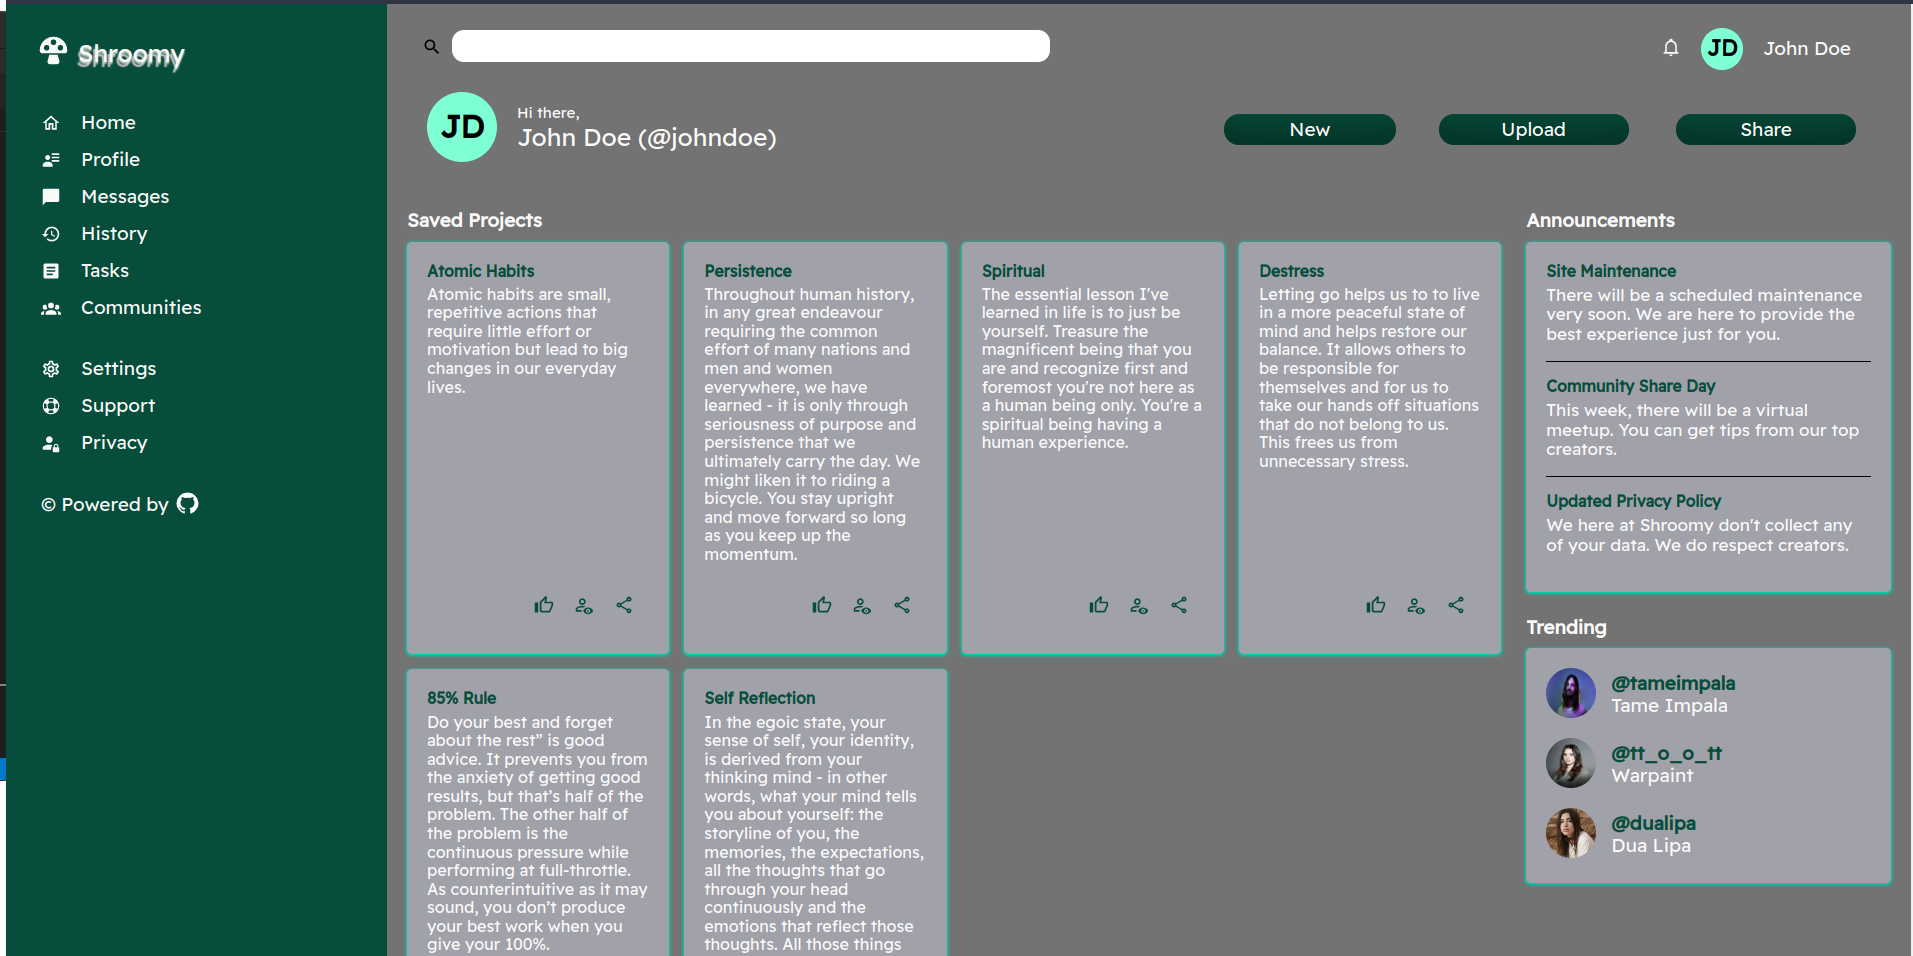 Shroomy
Home
Profile
Messages
History
Tasks
Communities
Settings
Support
Privacy
© Powered by
JD
John Doe
JD
Hi there,
John Doe (@johndoe)
New
Upload
Share
Saved Projects
Atomic Habits
Atomic habits are small,
repetitive actions that
require little effort or
motivation but lead to big
changes in our everyday
lives.
Persistence
Throughout human history,
in any great endeavour
requiring the common
effort of many nations and
men and women
everywhere, we have
learned - it is only through
seriousness of purpose and
persistence that we
ultimately carry the day. We
might liken it to riding a
bicycle. You stay upright
and move forward so long
as you keep up the
momentum.
Spiritual
The essential lesson I've
learned in life is to just be
yourself. Treasure the
magnificent being that you
are and recognize first and
foremost you're not here as
a human being only. You're a
spiritual being having a
human experience.
Destress
Letting go helps us to to live
in a more peaceful state of
mind and helps restore our
balance. It allows others to
be responsible for
themselves and for us to
take our hands off situations
that do not belong to us.
This frees us from
unnecessary stress.
85% Rule
Do your best and forget
about the rest” is good
advice. It prevents you from
the anxiety of getting good
results, but that’s half of the
problem. The other half of
the problem is the
continuous pressure while
performing at full-throttle.
As counterintuitive as it may
sound, you don’t produce
your best work when you
give your 100%.
Self Reflection
In the egoic state, your
sense of self, your identity,
is derived from your
thinking mind - in other
words, what your mind tells
you about yourself: the
storyline of you, the
memories, the expectations,
all the thoughts that go
through your head
continuously and the
emotions that reflect those
thoughts. All those things
Announcements
Site Maintenance
There will be a scheduled maintenance
very soon. We are here to provide the
best experience just for you.
Community Share Day
This week, there will be a virtual
meetup. You can get tips from our top
creators.
Updated Privacy Policy
We here at Shroomy don't collect any
of your data. We do respect creators.
Trending
@tameimpala
Tame Impala
@tt_o_o_tt
Warpaint
@dualipa
Dua Lipa